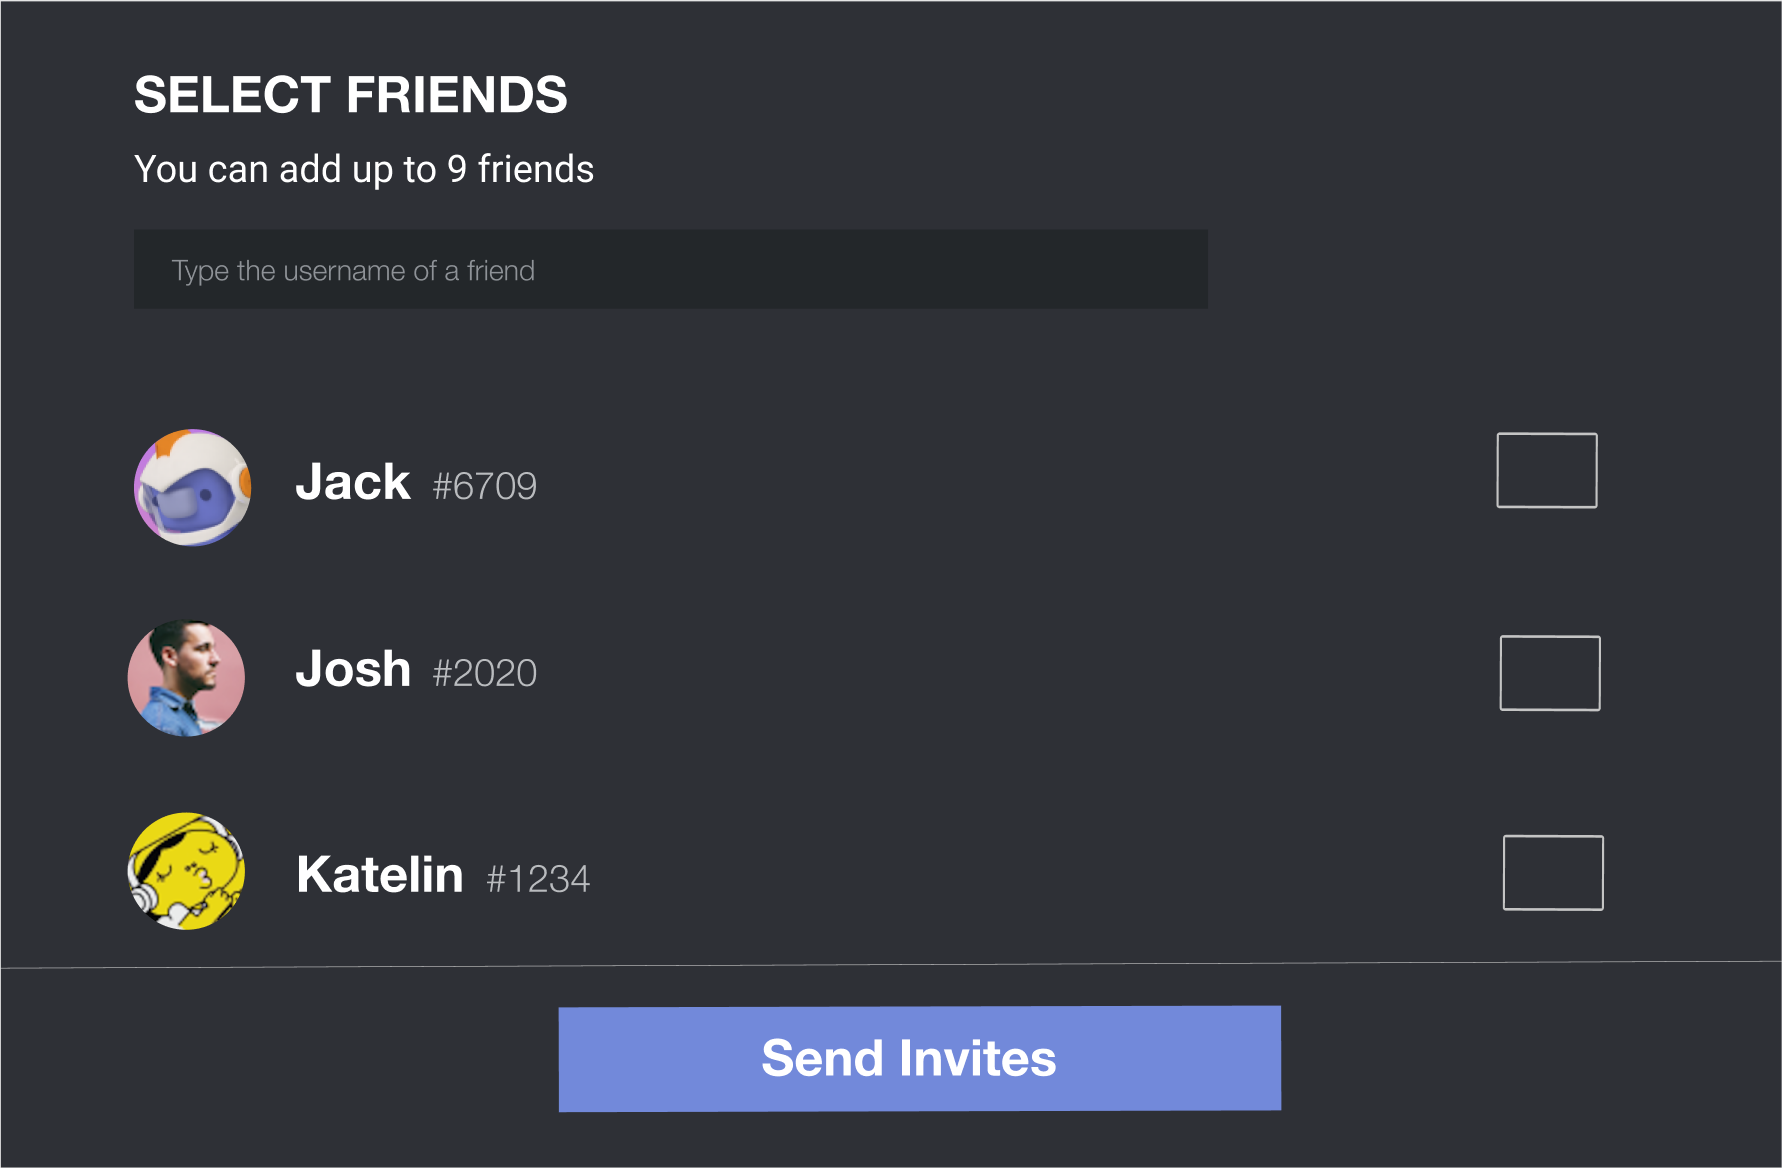 SELECT FRIENDS
You can add up to 9 friends
Type the username of a friend
Jack #6709
Josh #2020
Katelin #1234
Send Invites